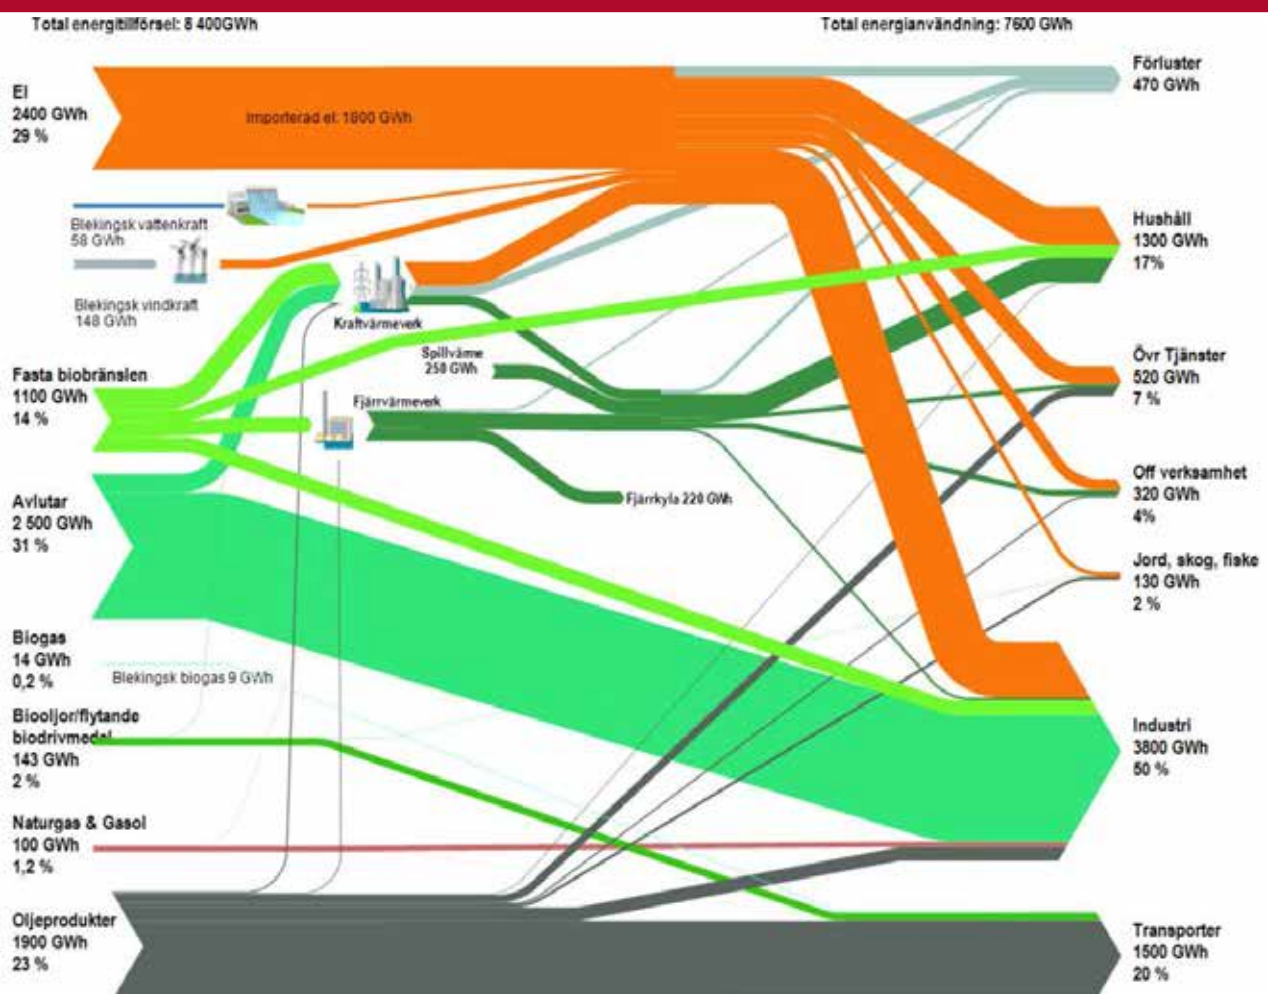 Total energitillförsel: 8 400GWh
Total energianvändning: 7600 GWh
El
2400 GWh
29 %
Importerad el: 1800 GWh
Blekingsk vattenkraft
58 GWh
Blekingsk vindkraft
148 GWh
Kraftvärmeverk
Spillväme
250 GWh
Fasta biobränslen
1100 GWh
14 %
Fjärrvärmeverk
Fjärrkyla 220 GWh
Avlutar
2 500 GWh
31 %
Biogas
14 GWh
0,2 %
Blekingsk biogas 9 GWh
Biooljor/flytande
biodrivmedel
143 GWh
2 %
Naturgas & Gasol
100 GWh
1,2 %
Oljeprodukter
1900 GWh
23 %
Förluster
470 GWh
Hushåll
1300 GWh
17%
Övr Tjänster
520 GWh
7 %
Off verksamhet
320 GWh
4%
Jord, skog, fiske
130 GWh
2 %
Industri
3800 GWh
50 %
Transporter
1500 GWh
20 %